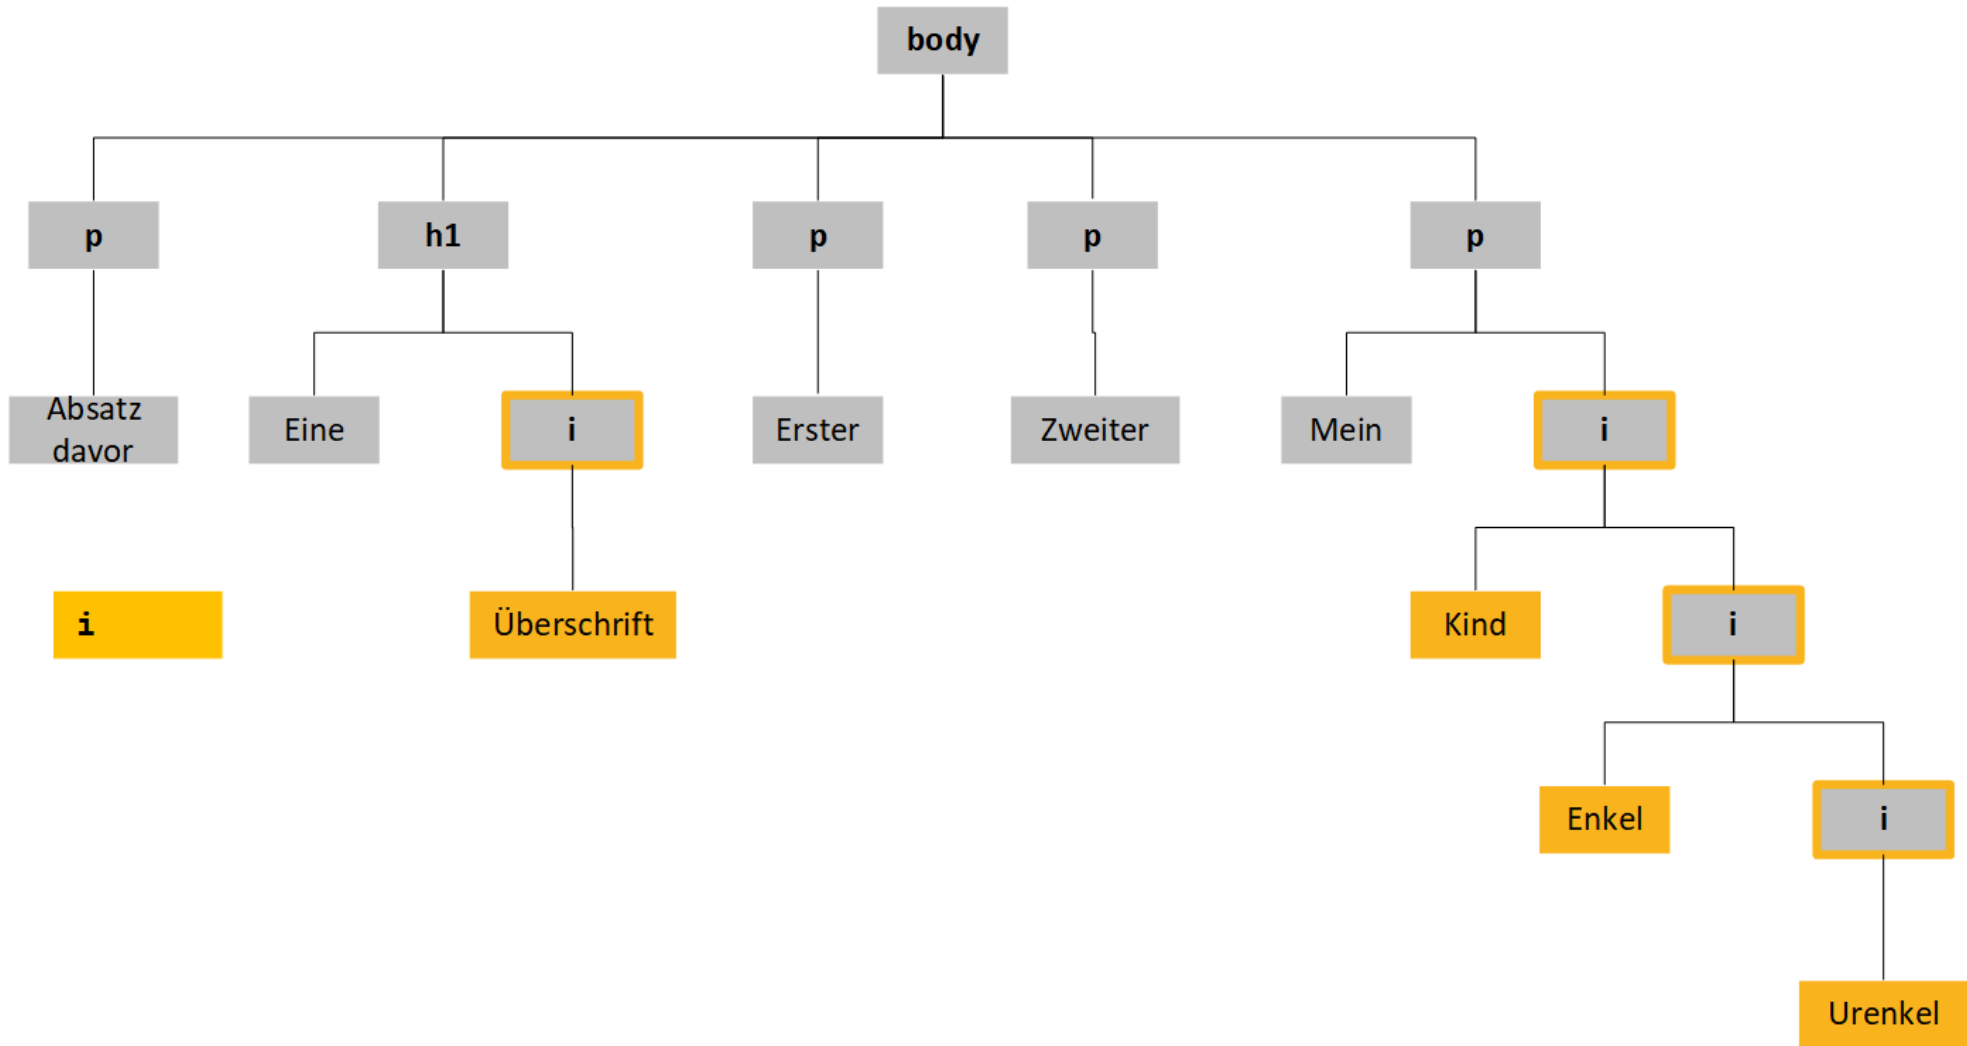 body
p
h1
p
p
p
Absatz
davor
Eine
i
Erster
Zweiter
Mein
i
i
Überschrift
Kind
i
Enkel
i
Urenkel